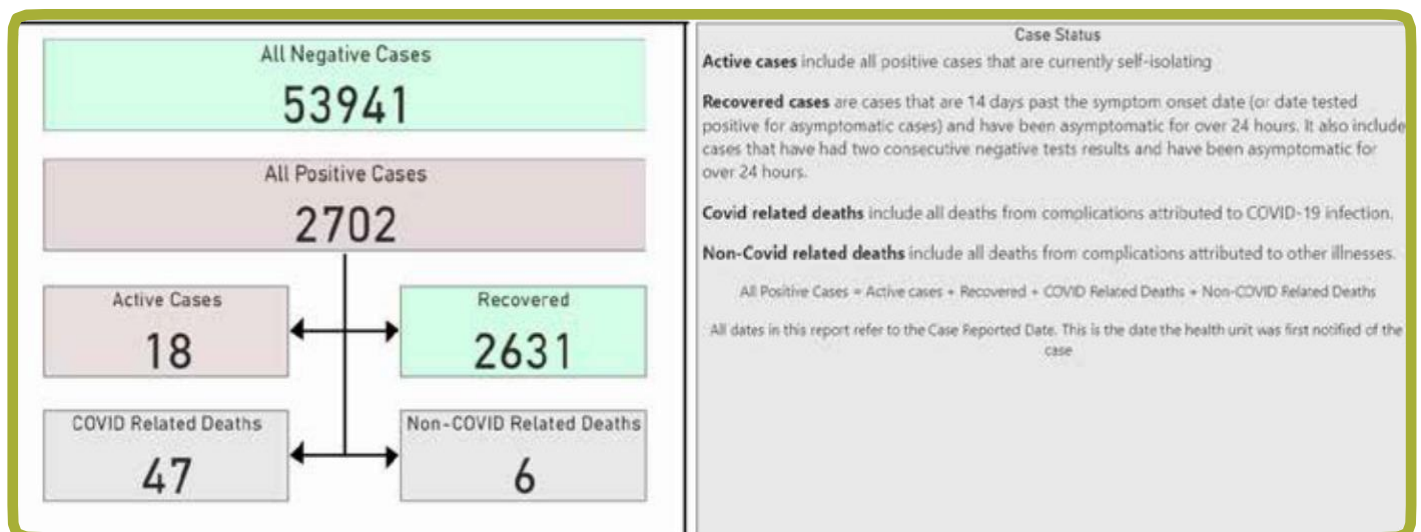 All Negative Cases
53941
All Positive Cases
2702
Active Cases
18
Recovered
2631
COVID Related Deaths
47
Non-COVID Related Deaths
6
Case Status
Active cases include all positive cases that are currently self-isolating
Recovered cases are cases that are 14 days past the symptom onset date (or date tested
positive for asymptomatic cases) and have been asymptomatic for over 24 hours. It also include
cases that have had two consecutive negative tests results and have been asymptomatic for
over 24 hours.
Covid related deaths include all deaths from complications attributed to COVID-19 infection.
Non-Covid related deaths include all deaths from complications attributed to other illnesses.
All Positive Cases = Active cases + Recovered + COVID Related Deaths + Non-COVID Related Deaths
All dates in this report refer to the Case Reported Date. This is the date the health unit was first notified of the
case